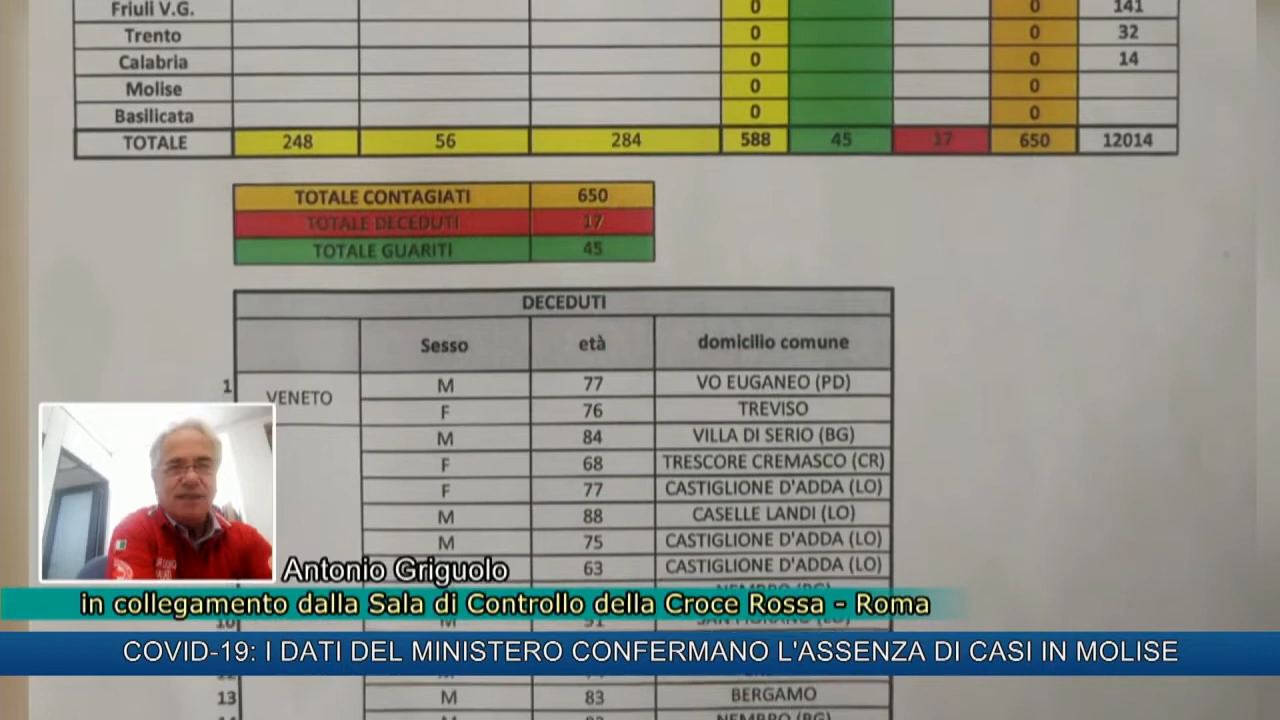 Friuli V.G. 0 0 141
Trento 0 0 32
Calabria 0 0 14
Molise 0 0
Basilicata 0 0
TOTALE 248 56 284 588 45 17 650 12014
TOTALE CONTAGIATI 650
TOTALE DECEDUTI 17
TOTALE GUARITI 45
DECEDUTI
Sesso età domicilio comune
1 VENETO M 77 VO EUGANEO (PD)
F 76 TREVISO
M 84 VILLA DI SERIO (BG)
F 68 TRESCORE CREMASCO (CR)
F 77 CASTIGLIONE D'ADDA (LO)
M 88 CASELLE LANDI (LO)
M 75 CASTIGLIONE D'ADDA (LO)
63 CASTIGLIONE D'ADDA (LO)
Antonio Griguolo
in collegamento dalla Sala di Controllo della Croce Rossa - Roma
COVID-19: I DATI DEL MINISTERO CONFERMANO L'ASSENZA DI CASI IN MOLISE
13 M 83 BERGAMO
NEMBRO (BG)